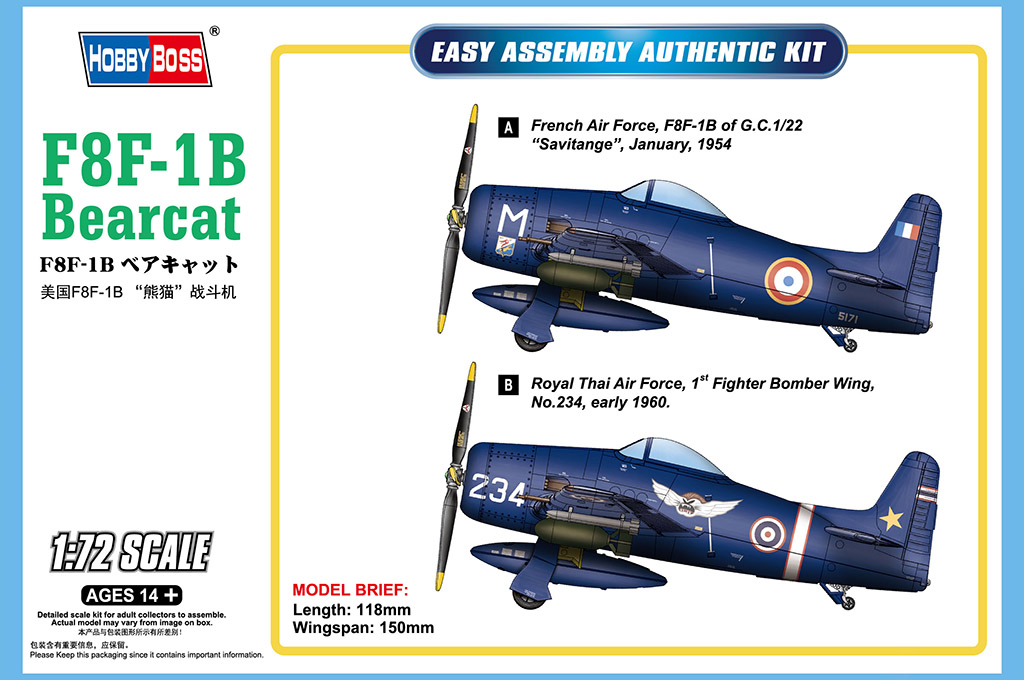 HOBBY BOSS ®
F8F-1B
Bearcat
F8F-1B ベアキャット
美国F8F-1B “熊猫”战斗机
EASY ASSEMBLY AUTHENTIC KIT
A French Air Force, F8F-1B of G.C.1/22
“Savitange”, January, 1954
M
5171
B Royal Thai Air Force, 1st Fighter Bomber Wing,
No.234, early 1960.
234
MODEL BRIEF:
Length: 118mm
Wingspan: 150mm
1:72 SCALE
AGES 14 +
Detailed scale kit for adult collectors to assemble.
Actual model may vary from image on box.
本产品与包装图形所示有所差别！
包装含有重要信息，应保留。
Please Keep this packaging since it contains important information.